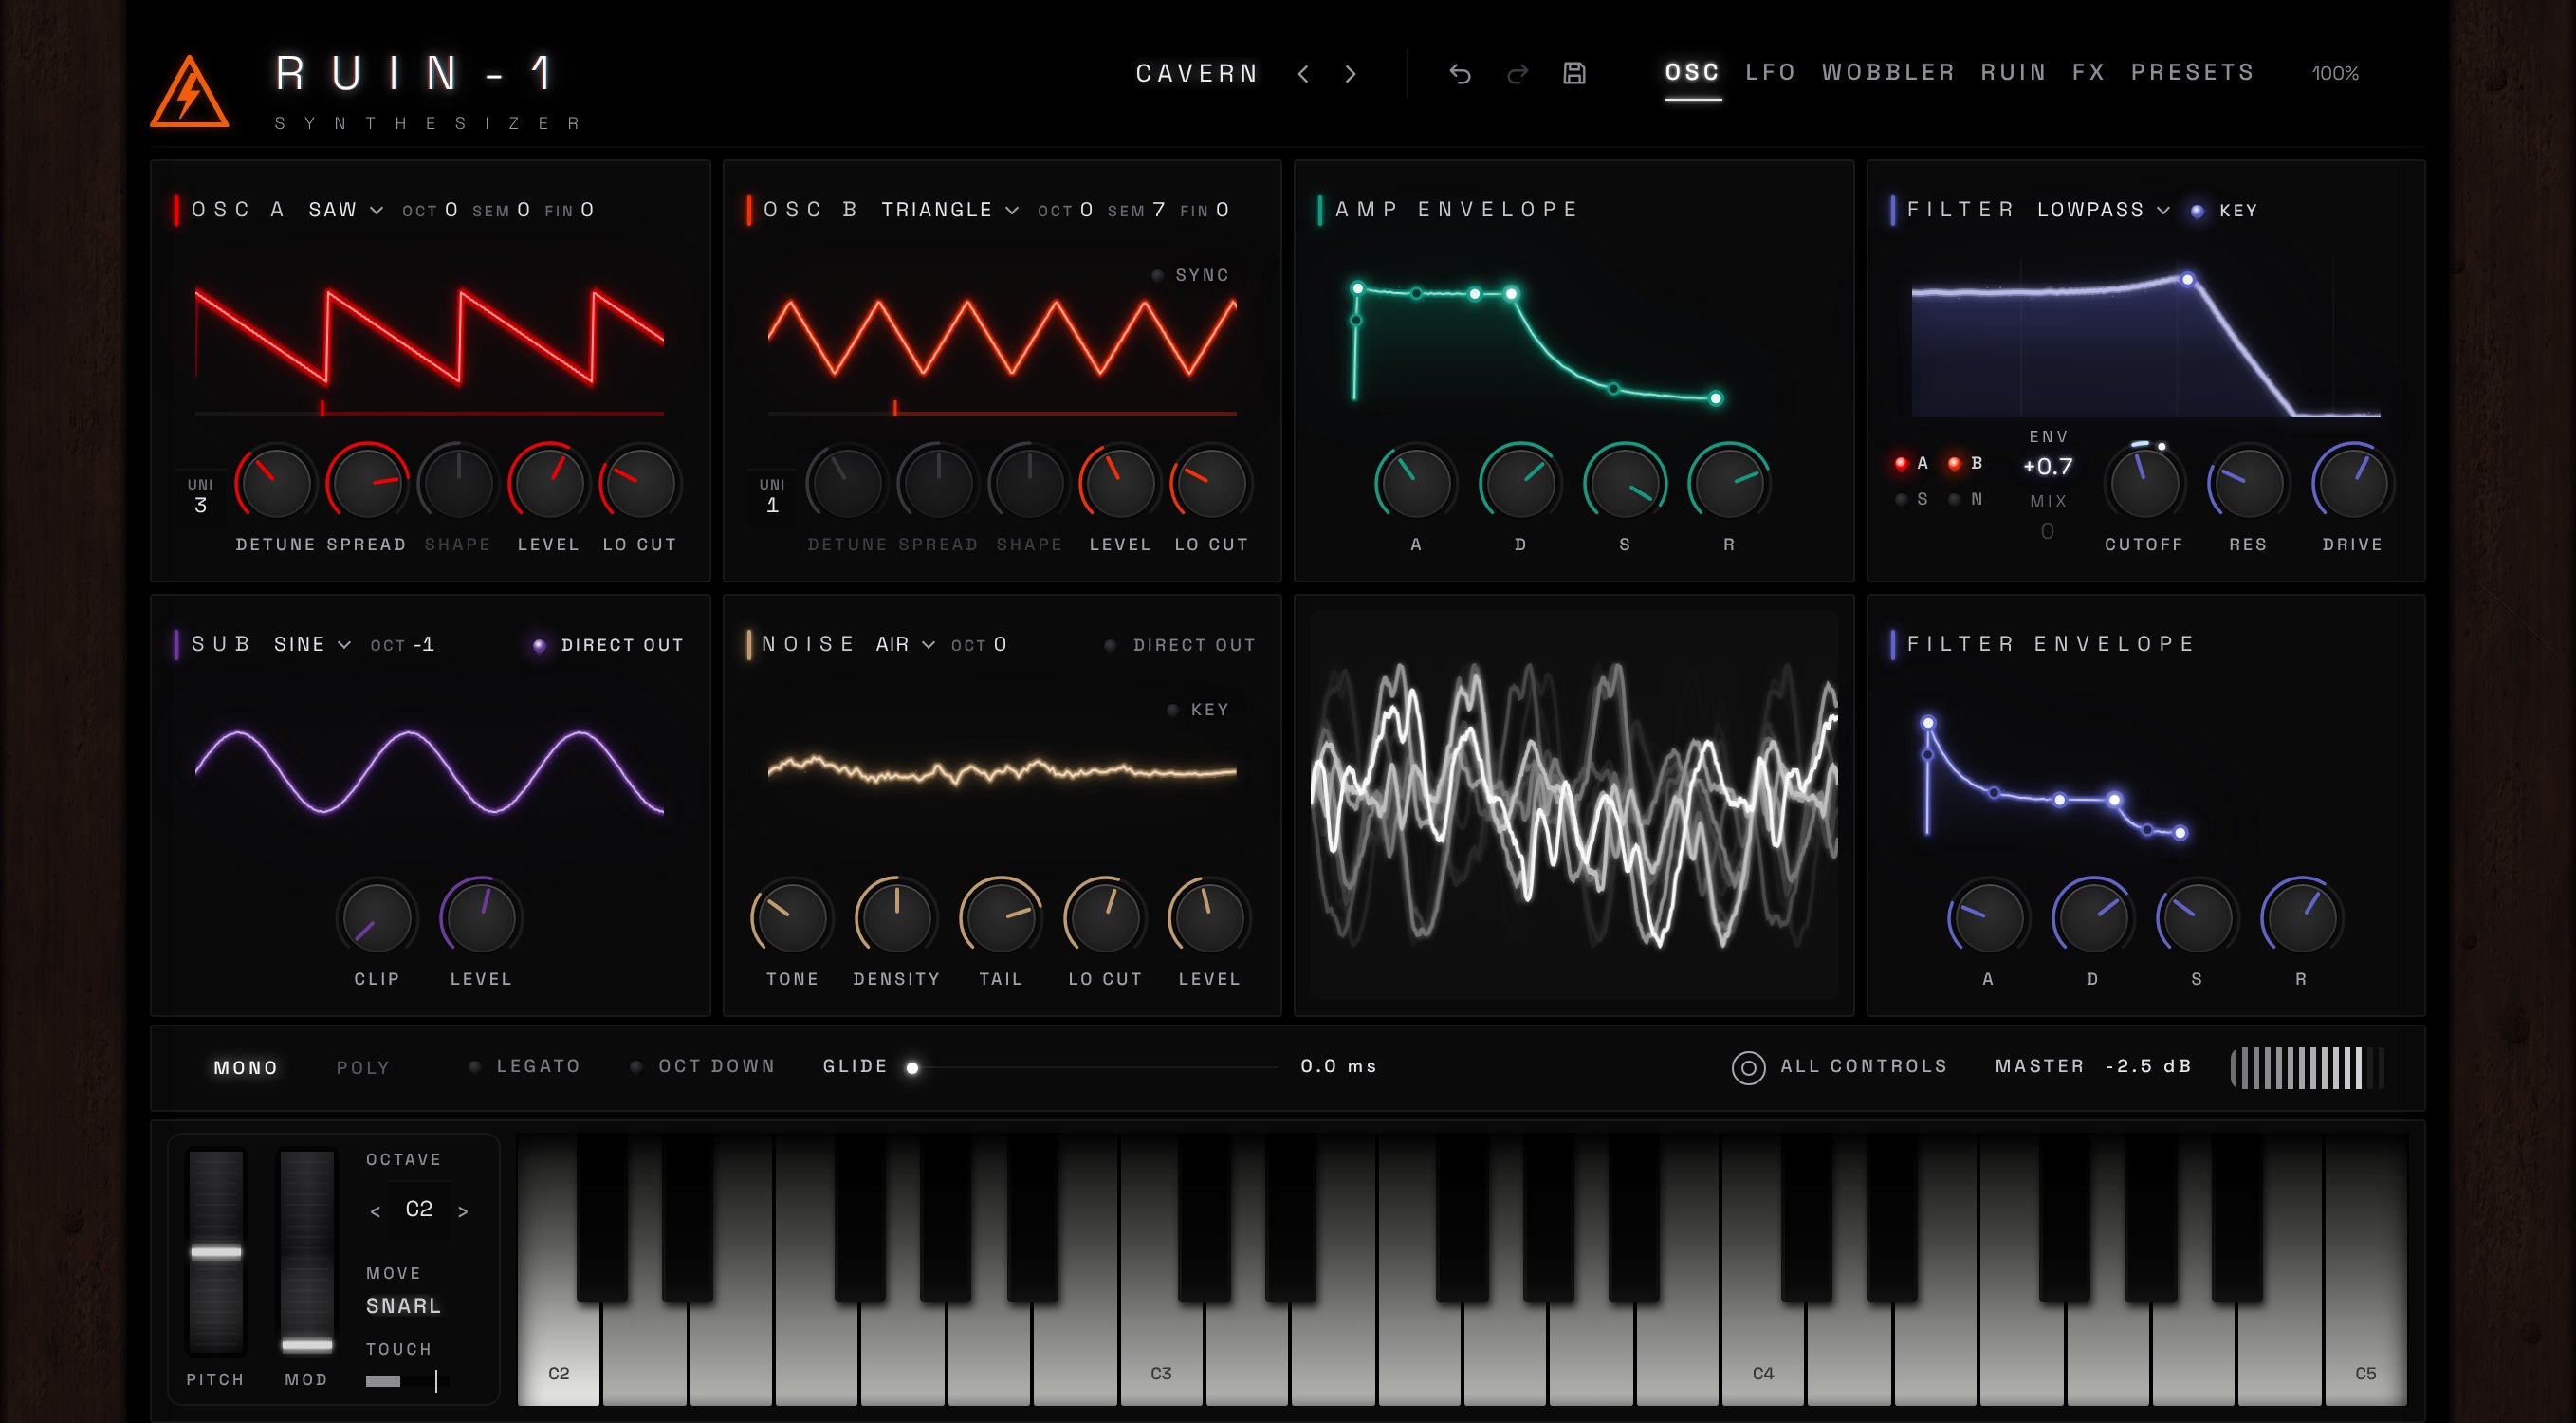 RUIN-1
SYNTHESIZER
CAVERN
OSC LFO WOBBLER RUIN FX PRESETS
100%
OSC A SAW OCT 0 SEM 0 FIN 0
UNI
3
DETUNE SPREAD SHAPE LEVEL LO CUT
OSC B TRIANGLE OCT 0 SEM 7 FIN 0
SYNC
UNI
1
DETUNE SPREAD SHAPE LEVEL LO CUT
AMP ENVELOPE
A D S R
FILTER LOWPASS KEY
A B
S N
ENV
+0.7
MIX
0
CUTOFF RES DRIVE
SUB SINE OCT -1 DIRECT OUT
CLIP LEVEL
NOISE AIR OCT 0 DIRECT OUT
KEY
TONE DENSITY TAIL LO CUT LEVEL
FILTER ENVELOPE
A D S R
MONO POLY LEGATO OCT DOWN GLIDE 0.0 ms ALL CONTROLS MASTER -2.5 dB
PITCH MOD
OCTAVE
< C2 >
MOVE
SNARL
TOUCH
C2 C3 C4 C5